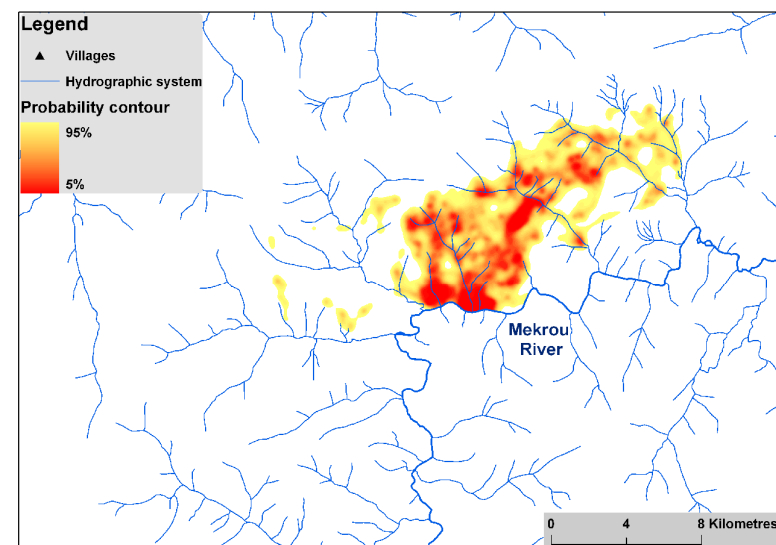 Legend
Villages
Hydrographic system
Probability contour
95%
5%
Mekrou
River
0 4 8 Kilometres